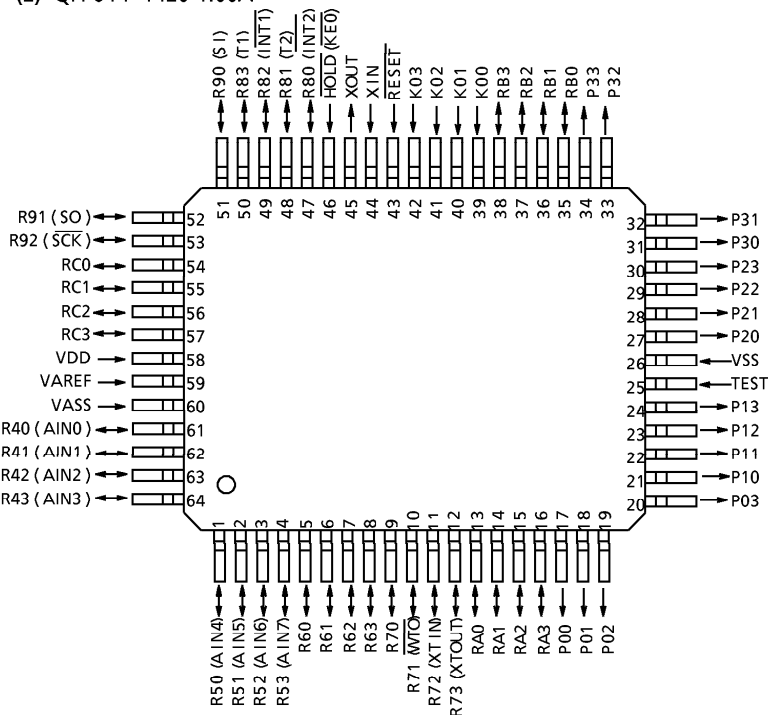 R90 (SI)
R83 (T1)
R82 (INT1)
R81 (T2)
R80 (INT2)
HOLD (KE0)
XOUT
XIN
RESET
K03
K02
K01
K00
RB3
RB2
RB1
RB0
P33
P32
51
50
49
48
47
46
45
44
43
42
41
40
39
38
37
36
35
34
33
R91 (SO) 52
R92 (SCK) 53
RC0 54
RC1 55
RC2 56
RC3 57
VDD 58
VAREF 59
VASS 60
R40 (AIN0) 61
R41 (AIN1) 62
R42 (AIN2) 63
R43 (AIN3) 64
32 P31
31 P30
30 P23
29 P22
28 P21
27 P20
26 VSS
25 TEST
24 P13
23 P12
22 P11
21 P10
20 P03
1
2
3
4
5
6
7
8
9
10
11
12
13
14
15
16
17
18
19
R50 (AIN4)
R51 (AIN5)
R52 (AIN6)
R53 (AIN7)
R60
R61
R62
R63
R70
R71 (WTO)
R72 (XTIN)
R73 (XTOUT)
RA0
RA1
RA2
RA3
P00
P01
P02